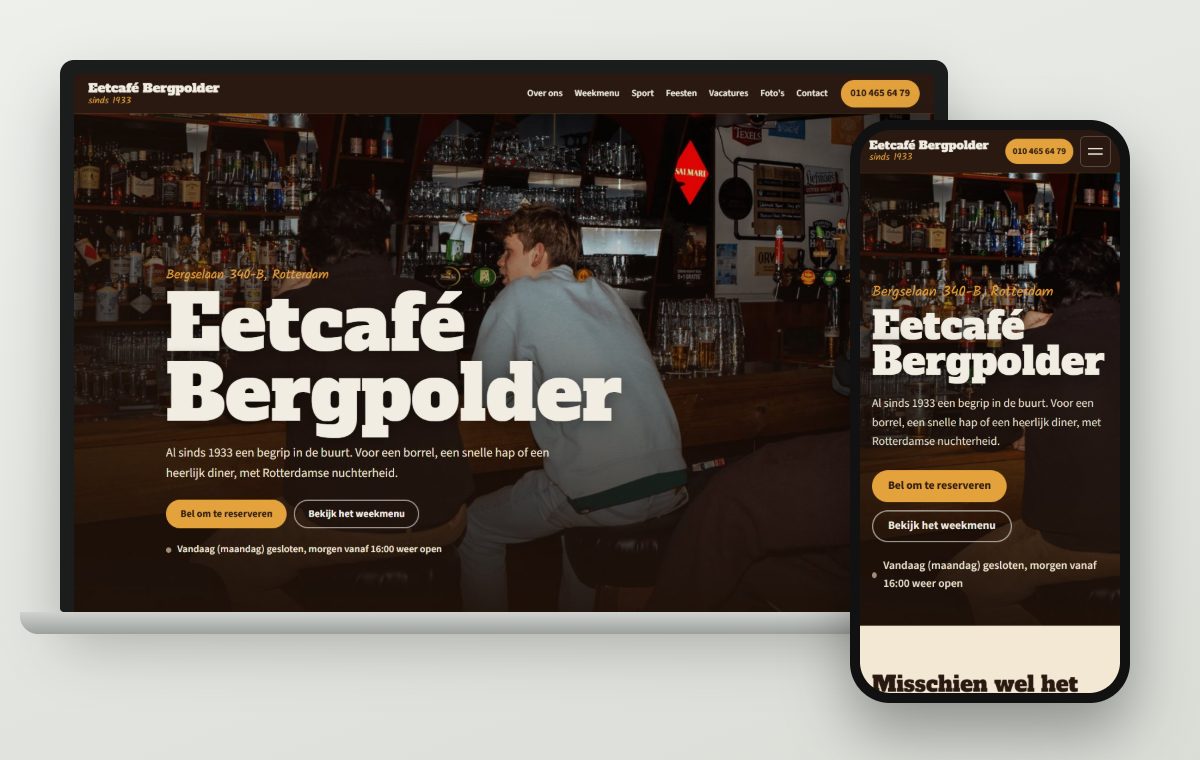 Eetcafé Bergpolder
sinds 1933
Over ons Weekmenu Sport Feesten Vacatures Foto's Contact 010 465 64 79
TEXELS
SALMARI
Bergselaan 340-B, Rotterdam
Eetcafé
Bergpolder
Al sinds 1933 een begrip in de buurt. Voor een borrel, een snelle hap of een
heerlijk diner, met Rotterdamse nuchterheid.
Bel om te reserveren Bekijk het weekmenu
Vandaag (maandag) gesloten, morgen vanaf 16:00 weer open
Eetcafé Bergpolder
sinds 1933
010 465 64 79
Bergselaan 340-B, Rotterdam
Eetcafé
Bergpolder
Al sinds 1933 een begrip in de buurt. Voor een
borrel, een snelle hap of een heerlijk diner, met
Rotterdamse nuchterheid.
Bel om te reserveren
Bekijk het weekmenu
Vandaag (maandag) gesloten, morgen vanaf
16:00 weer open
Misschien wel het